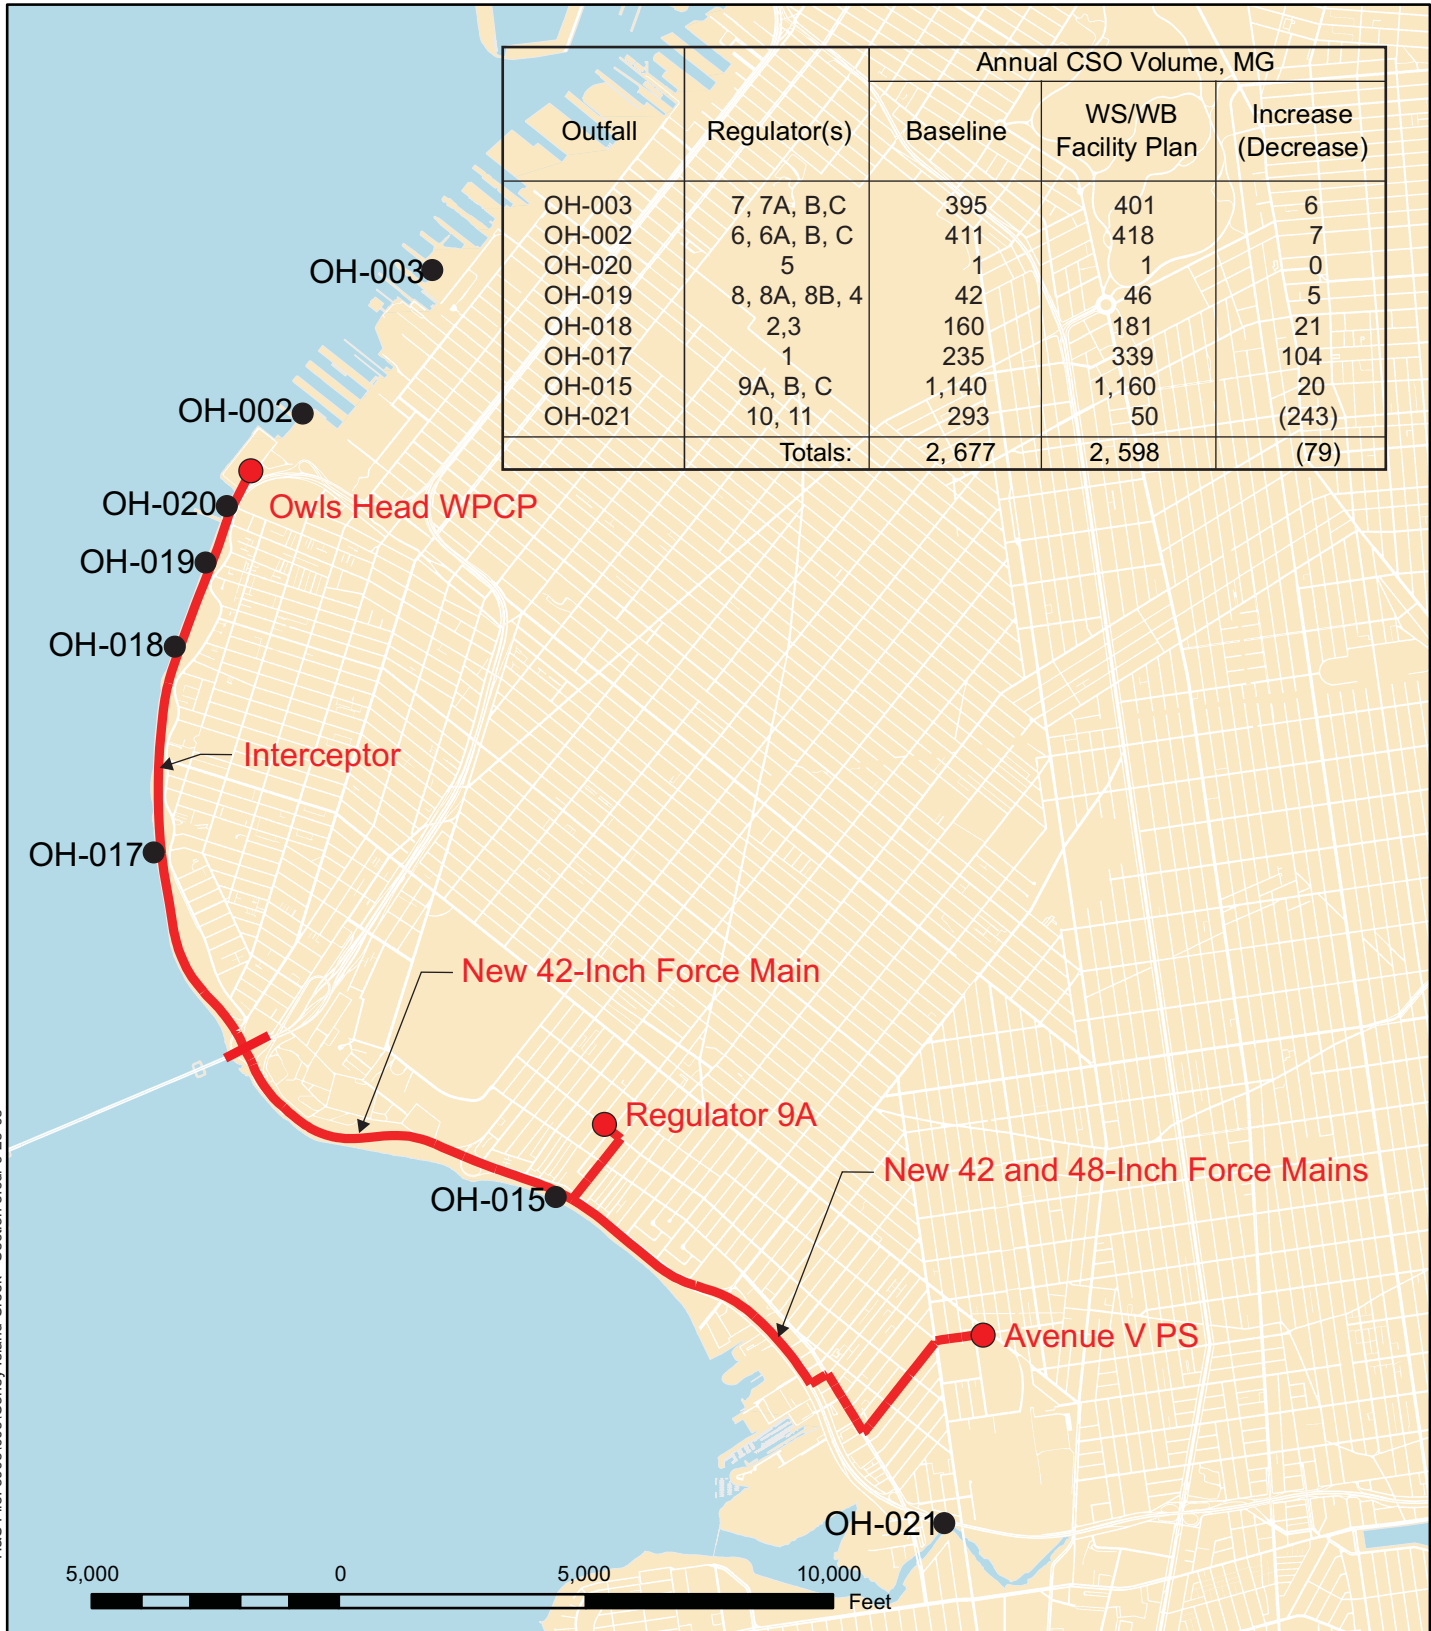 Annual CSO Volume, MG
Outfall Regulator(s) Baseline WS/WB Facility Plan Increase (Decrease)
OH-003 7, 7A, B,C 395 401 6
OH-002 6, 6A, B, C 411 418 7
OH-020 5 1 1 0
OH-019 8, 8A, 8B, 4 42 46 5
OH-018 2,3 160 181 21
OH-017 1 235 339 104
OH-015 9A, B, C 1,140 1,160 20
OH-021 10, 11 293 50 (243)
Totals: 2, 677 2, 598 (79)
OH-003
OH-002
OH-020
Owls Head WPCP
OH-019
OH-018
Interceptor
OH-017
New 42-Inch Force Main
Regulator 9A
New 42 and 48-Inch Force Mains
OH-015
Avenue V PS
OH-021
5,000 0 5,000 10,000
Feet